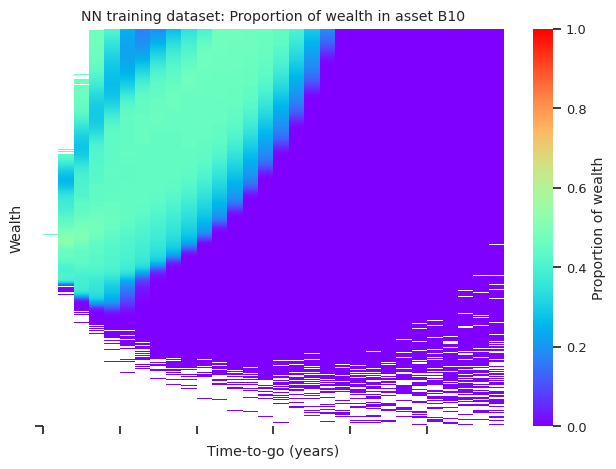 NN training dataset: Proportion of wealth in asset B10
Wealth
Time-to-go (years)
1.0
0.8
0.6
0.4
0.2
0.0
Proportion of wealth